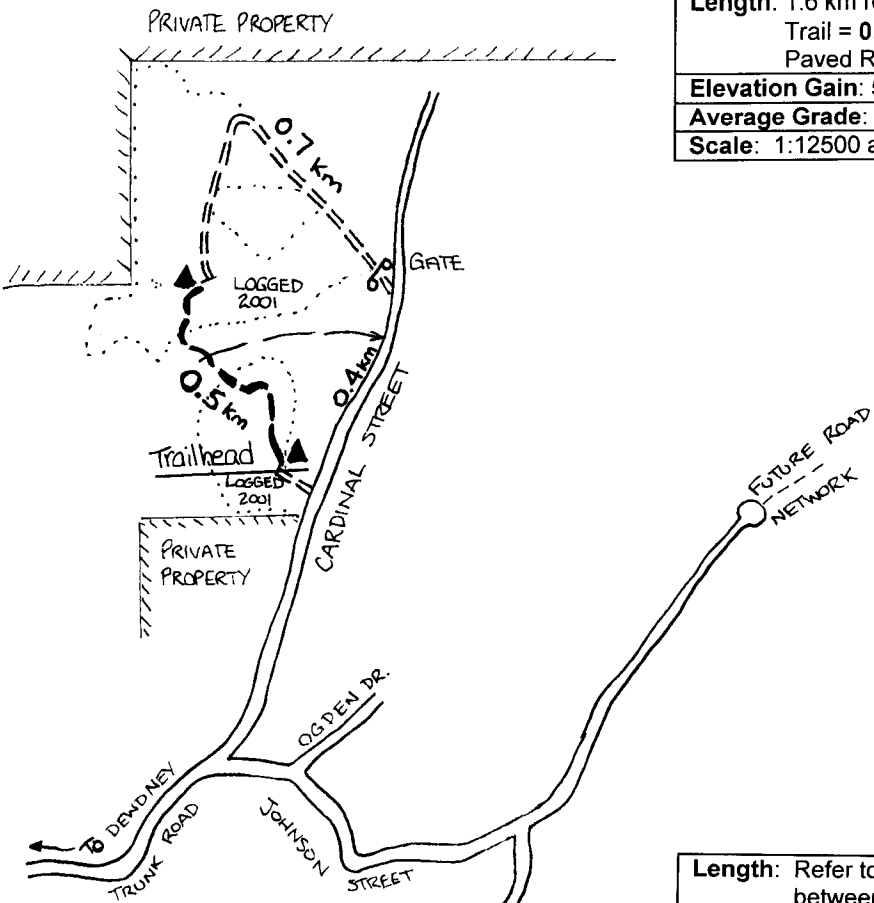 PRIVATE PROPERTY
Length: 1.6 km
Trail =
Paved
Elevation Gain:
Average Grade:
Scale: 1:12500
0.7 km
GATE
LOGGED
2001
0.4 km
0.5 km
CARDINAL STREET
Trailhead
LOGGED
2001
PRIVATE
PROPERTY
FUTURE ROAD
NETWORK
OGDEN DR.
To DEWDNEY
TRUNK ROAD
JOHNSON
STREET
Length: Refer to
between